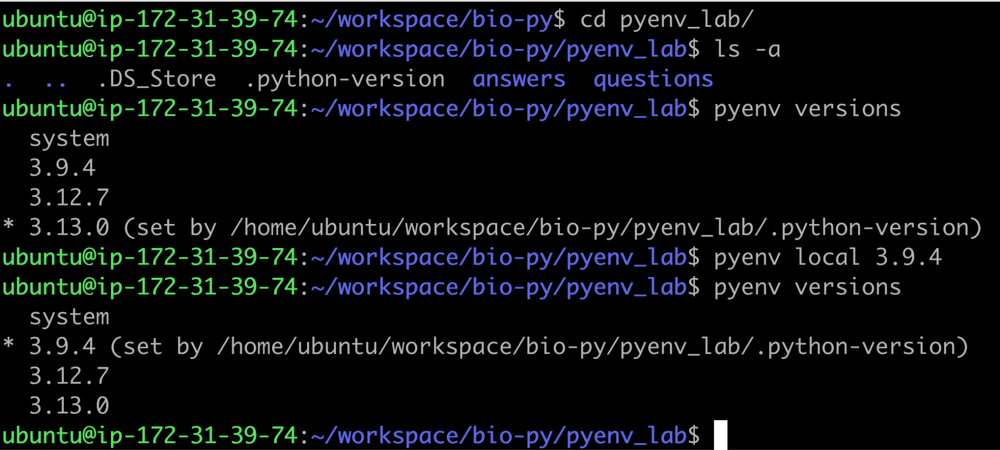 ubuntu@ip-172-31-39-74:~/workspace/bio-py$ cd pyenv_lab/
ubuntu@ip-172-31-39-74:~/workspace/bio-py/pyenv_lab$ ls -a
.  ..  .DS_Store  .python-version  answers  questions
ubuntu@ip-172-31-39-74:~/workspace/bio-py/pyenv_lab$ pyenv versions
  system
  3.9.4
  3.12.7
* 3.13.0 (set by /home/ubuntu/workspace/bio-py/pyenv_lab/.python-version)
ubuntu@ip-172-31-39-74:~/workspace/bio-py/pyenv_lab$ pyenv local 3.9.4
ubuntu@ip-172-31-39-74:~/workspace/bio-py/pyenv_lab$ pyenv versions
  system
* 3.9.4 (set by /home/ubuntu/workspace/bio-py/pyenv_lab/.python-version)
  3.12.7
  3.13.0
ubuntu@ip-172-31-39-74:~/workspace/bio-py/pyenv_lab$